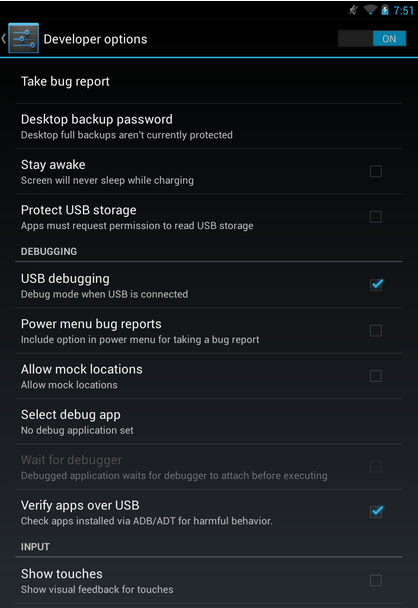 7:51
Developer options
ON
Take bug report
Desktop backup password
Desktop full backups aren't currently protected
Stay awake
Screen will never sleep while charging
Protect USB storage
Apps must request permission to read USB storage
DEBUGGING
USB debugging
Debug mode when USB is connected
Power menu bug reports
Include option in power menu for taking a bug report
Allow mock locations
Allow mock locations
Select debug app
No debug application set
Wait for debugger
Debugged application waits for debugger to attach before executing
Verify apps over USB
Check apps installed via ADB/ADT for harmful behavior.
INPUT
Show touches
Show visual feedback for touches